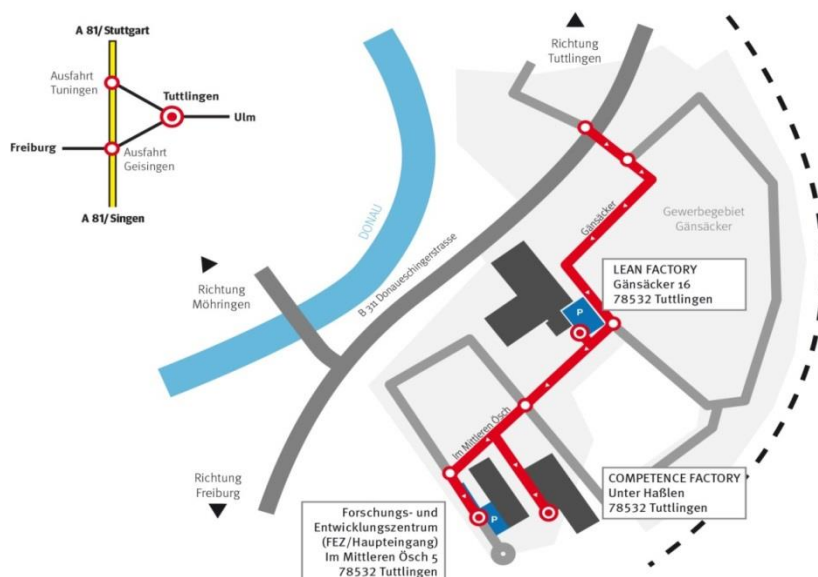 A 81/Stuttgart
Ausfahrt
Tuningen
Tuttlingen
Ulm
Freiburg
Ausfahrt
Geisingen
A 81/Singen
DONAU
Richtung
Tuttlingen
Gänsäcker
Gewerbegebiet
Gänsäcker
B 311 Donaueschingerstrasse
Richtung
Möhringen
LEAN FACTORY
Gänsäcker 16
78532 Tuttlingen
P
Im Mittleren Ösch
Richtung
Freiburg
COMPETENCE FACTORY
Unter Haßlen
78532 Tuttlingen
P
Forschungs- und
Entwicklungszentrum
(FEZ/Haupteingang)
Im Mittleren Ösch 5
78532 Tuttlingen